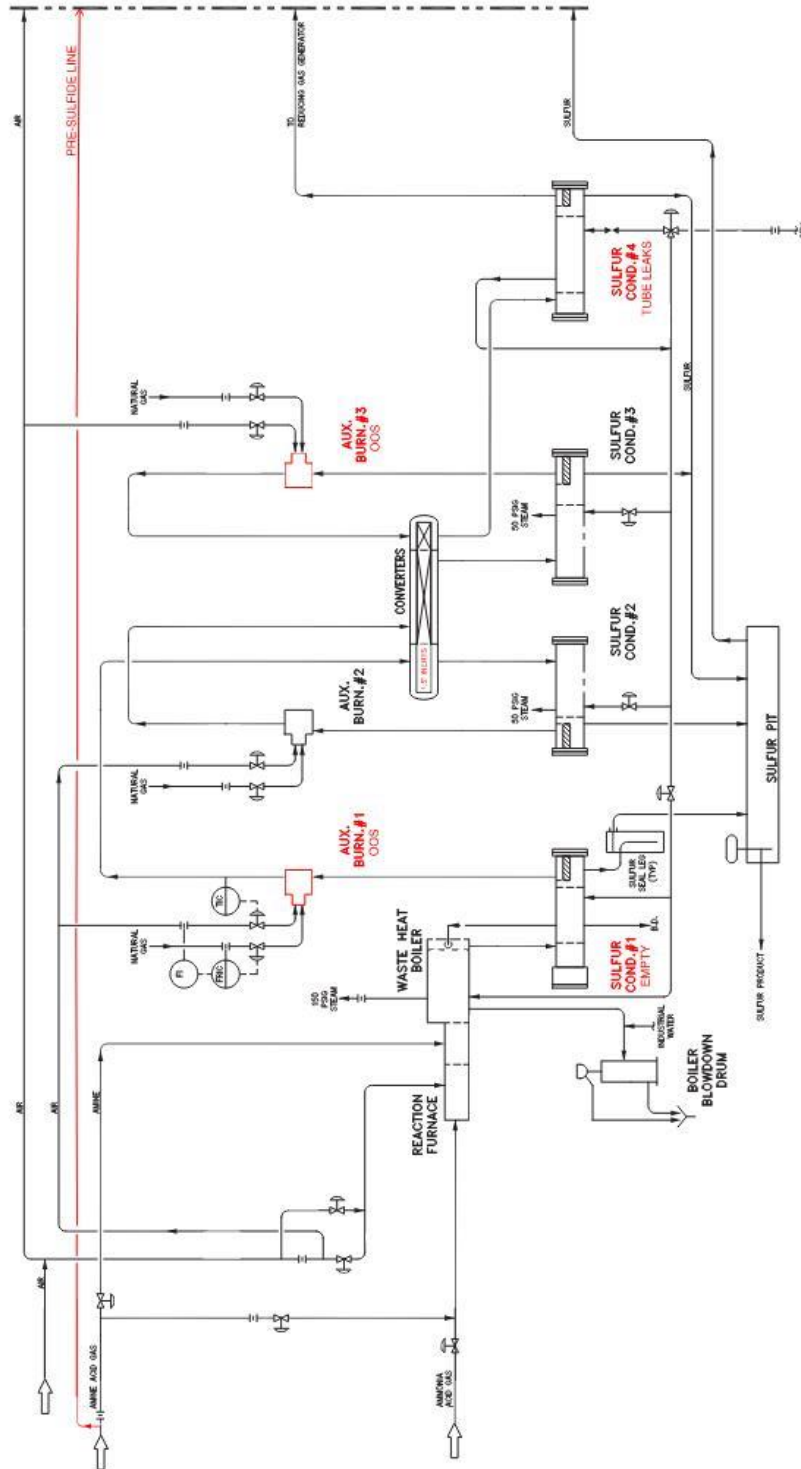 AIR
PRE-SULFIDE LINE
TO
REDUCING GAS GENERATOR
SULFUR
AIR
AIR
AMINE
AIR
AMINE ACID GAS
AMMONIA
ACID GAS
NATURAL
GAS
FI
FFIC
TIC
AUX.
BURN.#1
OOS
NATURAL
GAS
AUX.
BURN.#2
NATURAL
GAS
AUX.
BURN.#3
OOS
CONVERTERS
REACTION
FURNACE
WASTE HEAT
BOILER
150
PSIG
STEAM
50 PSIG
STEAM
50 PSIG
STEAM
SULFUR
COND.#1
EMPTY
SULFUR
COND.#2
SULFUR
COND.#3
SULFUR
COND.#4
TUBE LEAKS
B.D.
SULFUR
SEAL LEG
(TYP)
INDUSTRIAL
WATER
BOILER
BLOWDOWN
DRUM
SULFUR
SULFUR PIT
SULFUR PRODUCT